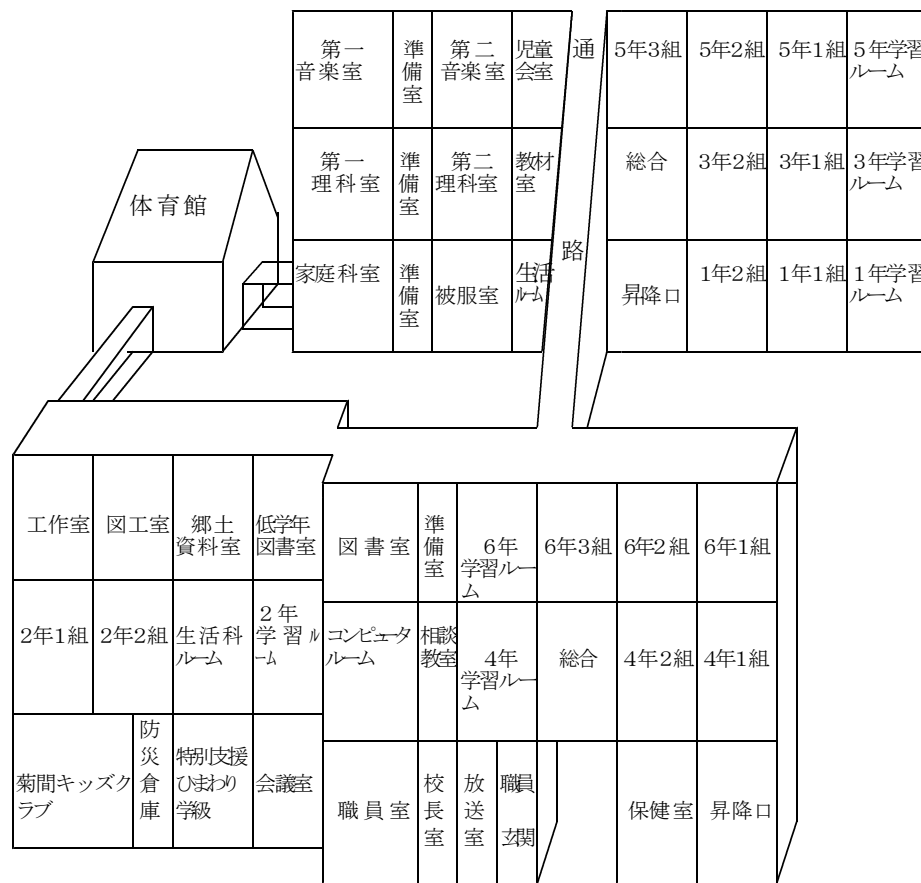 第一
音楽室
準
備
室
第二
音楽室
児童
会室
通
5年3組
5年2組
5年1組
5年学習
ルーム
第一
理科室
準
備
室
第二
理科室
教材
室
総合
3年2組
3年1組
3年学習
ルーム
体育館
路
家庭科室
準
備
室
被服室
生活
ルーム
昇降口
1年2組
1年1組
1年学習
ルーム
工作室
図工室
郷土
資料室
低学年
図書室
図書室
準
備
室
6年
学習ルー
ム
6年3組
6年2組
6年1組
2年1組
2年2組
生活科
ルーム
2年
学習ル
ーム
コンピュータ
ルーム
相談
教室
4年
学習ルー
ム
総合
4年2組
4年1組
菊間キッズク
ラブ
防
災
倉
庫
特別支援
ひまわり
学級
会議室
職員室
校
長
室
放
送
室
職員
玄関
保健室
昇降口